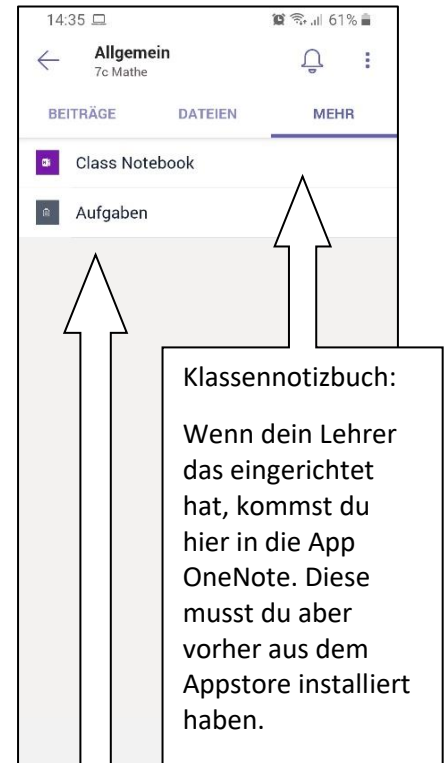 14:35 61%
Allgemein
7c Mathe
BEITRÄGE DATEIEN MEHR
Class Notebook
Aufgaben
Klassennotizbuch:
Wenn dein Lehrer
das eingerichtet
hat, kommst du
hier in die App
OneNote. Diese
musst du aber
vorher aus dem
Appstore installiert
haben.